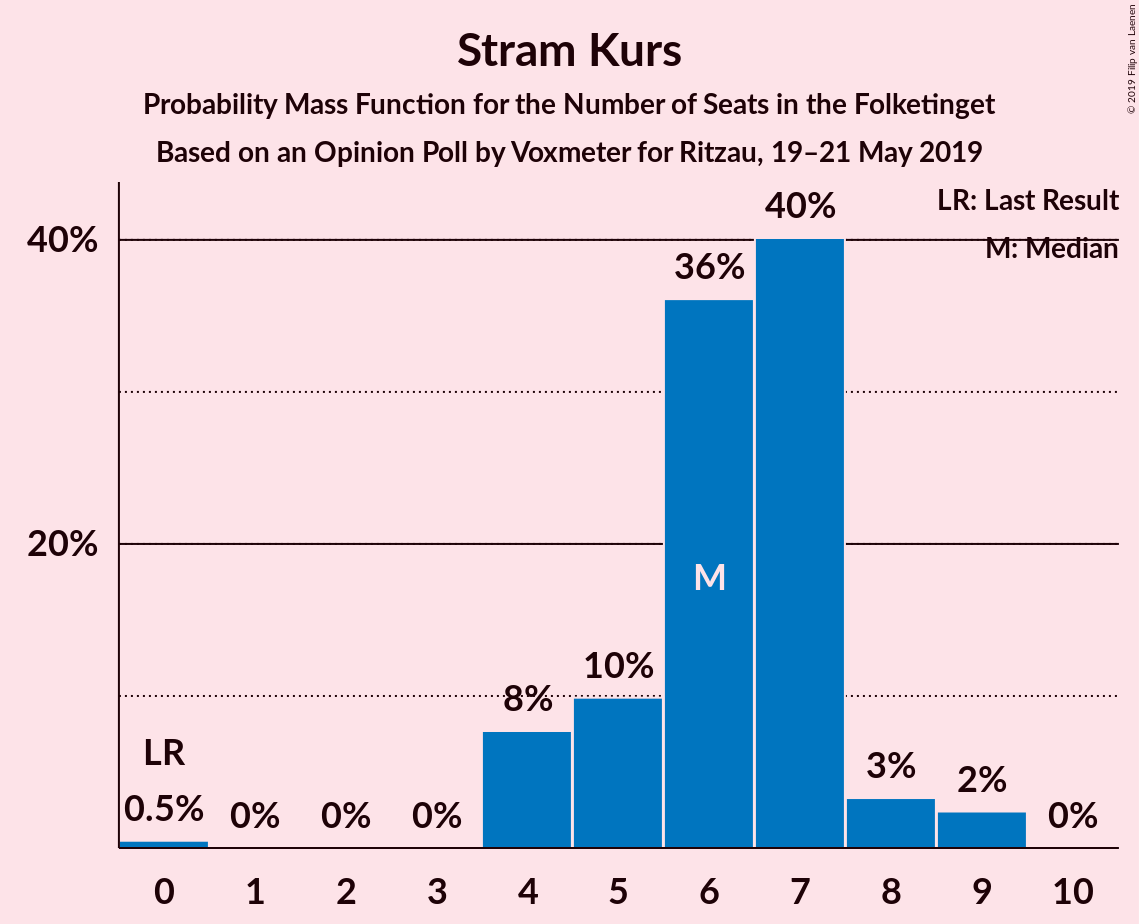 Stram Kurs
Probability Mass Function for the Number of Seats in the Folketinget
Based on an Opinion Poll by Voxmeter for Ritzau, 19–21 May 2019
© 2019 Filip van Laenen
LR: Last Result
M: Median
40%
20%
LR
0.5%
0%
0%
0%
8%
10%
36%
M
40%
3%
2%
0%
0 1 2 3 4 5 6 7 8 9 10